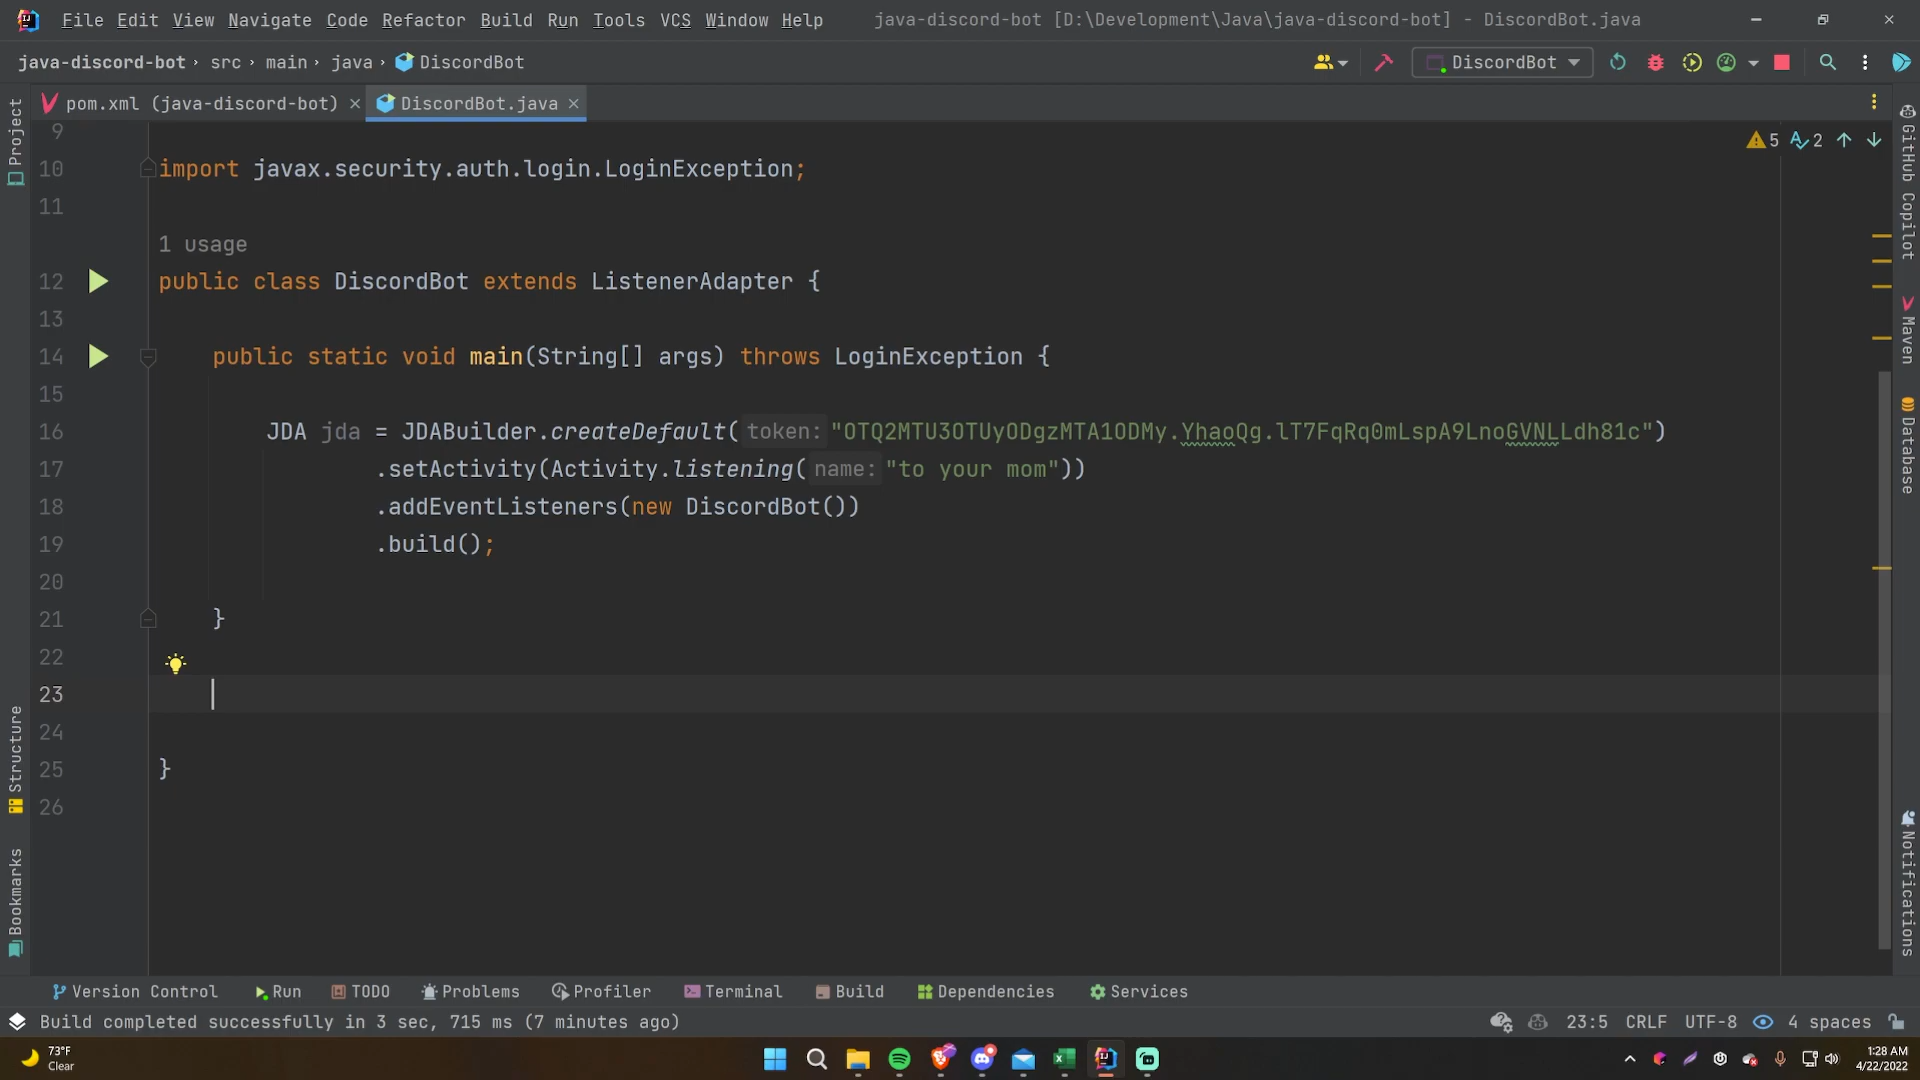 File Edit View Navigate Code Refactor Build Run Tools VCS Window Help java-discord-bot [D:\Development\Java\java-discord-bot] - DiscordBot.java
java-discord-bot › src › main › java › DiscordBot
DiscordBot
pom.xml (java-discord-bot)
DiscordBot.java
5 2
9
10 import javax.security.auth.login.LoginException;
11
1 usage
12 public class DiscordBot extends ListenerAdapter {
13
14 public static void main(String[] args) throws LoginException {
15
16 JDA jda = JDABuilder.createDefault( token: "OTQ2MTU3OTUyODgzMTA1ODMy.YhaoQg.lT7FqRq0mLspA9LnoGVNLLdh81c")
17 .setActivity(Activity.listening( name: "to your mom"))
18 .addEventListeners(new DiscordBot())
19 .build();
20
21 }
22
23
24
25 }
26
Project
Structure
Bookmarks
GitHub Copilot
Maven
Database
Notifications
Version Control Run TODO Problems Profiler Terminal Build Dependencies Services
Build completed successfully in 3 sec, 715 ms (7 minutes ago)
23:5 CRLF UTF-8 4 spaces
73°F
Clear
1:28 AM
4/22/2022